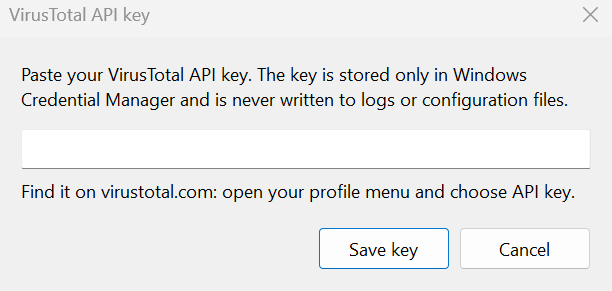 VirusTotal API key
Paste your VirusTotal API key. The key is stored only in Windows
Credential Manager and is never written to logs or configuration files.
Find it on virustotal.com: open your profile menu and choose API key.
Save key
Cancel